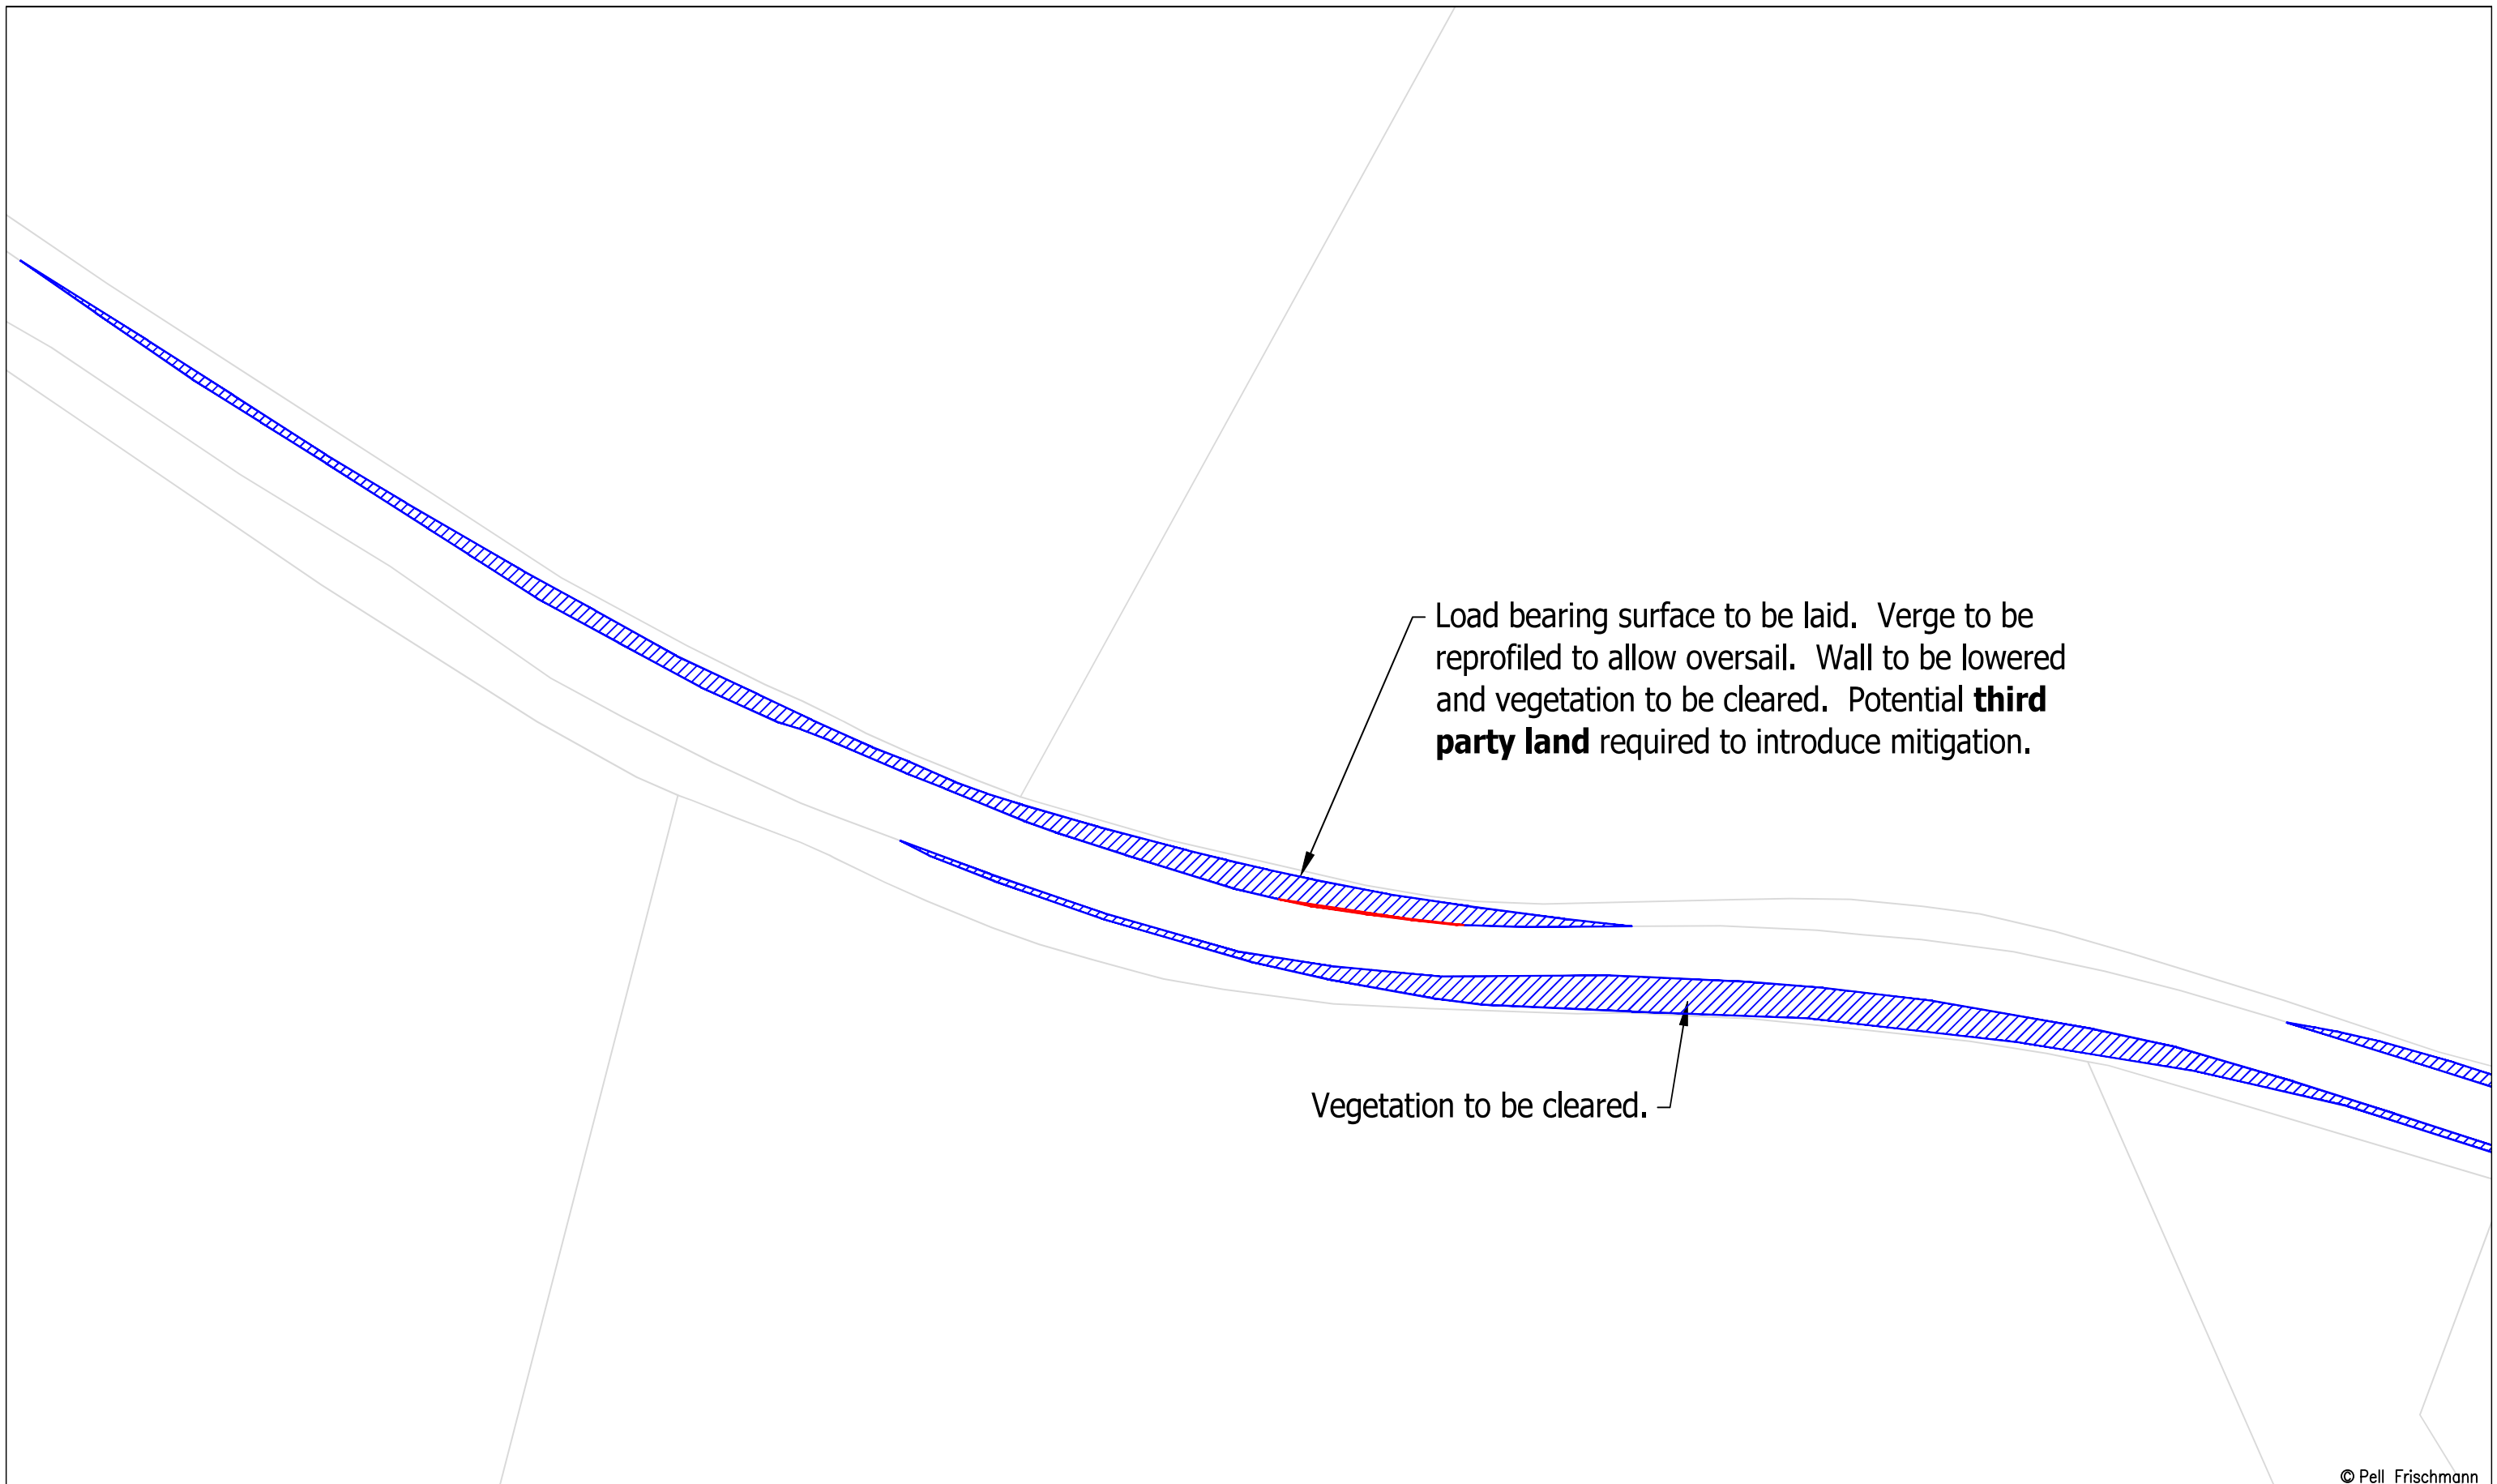 Load bearing surface to be laid.  Verge to be
reprofiled to allow oversail.  Wall to be lowered
and vegetation to be cleared.  Potential third
party land required to introduce mitigation.
Vegetation to be cleared.
© Pell Frischmann